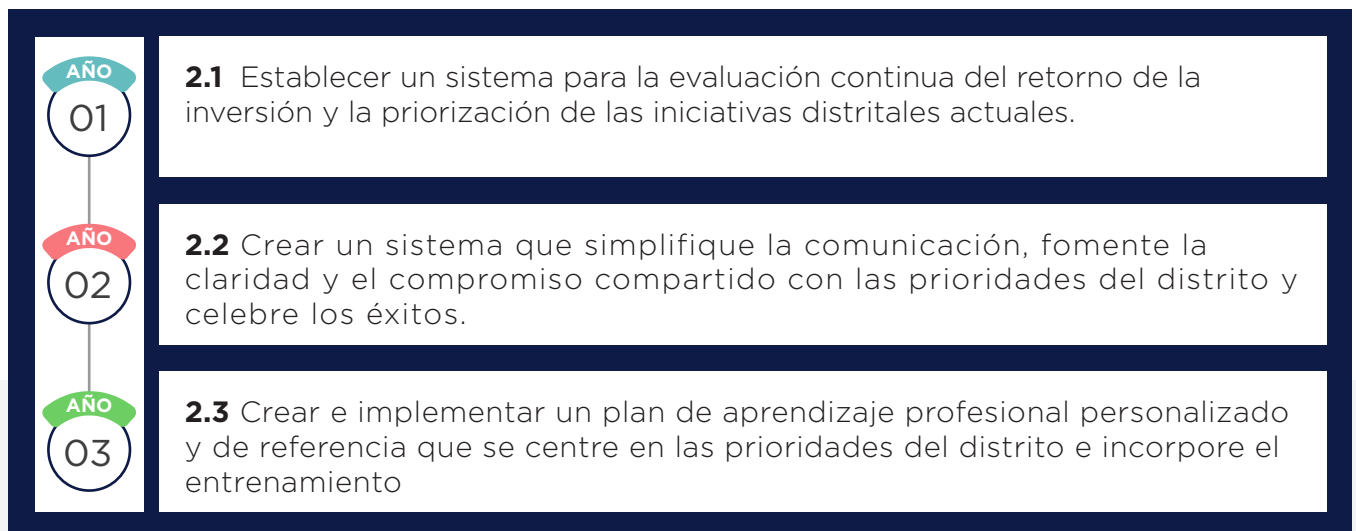 AÑO
01
2.1 Establecer un sistema para la evaluación continua del retorno de la
inversión y la priorización de las iniciativas distritales actuales.
AÑO
02
2.2 Crear un sistema que simplifique la comunicación, fomente la
claridad y el compromiso compartido con las prioridades del distrito y
celebre los éxitos.
AÑO
03
2.3 Crear e implementar un plan de aprendizaje profesional personalizado
y de referencia que se centre en las prioridades del distrito e incorpore el
entrenamiento